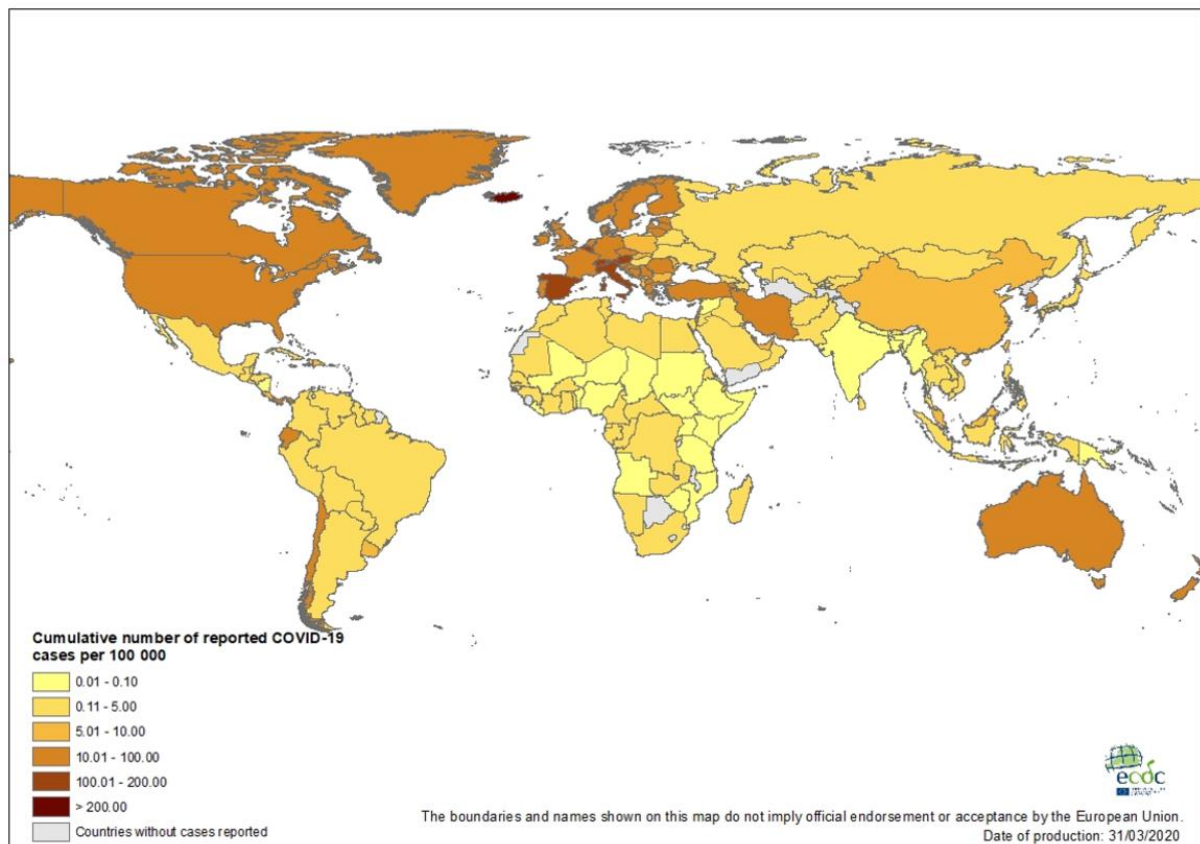 Cumulative number of reported COVID-19
cases per 100 000
0.01 - 0.10
0.11 - 5.00
5.01 - 10.00
10.01 - 100.00
100.01 - 200.00
> 200.00
Countries without cases reported
ecdc
The boundaries and names shown on this map do not imply official endorsement or acceptance by the European Union.
Date of production: 31/03/2020